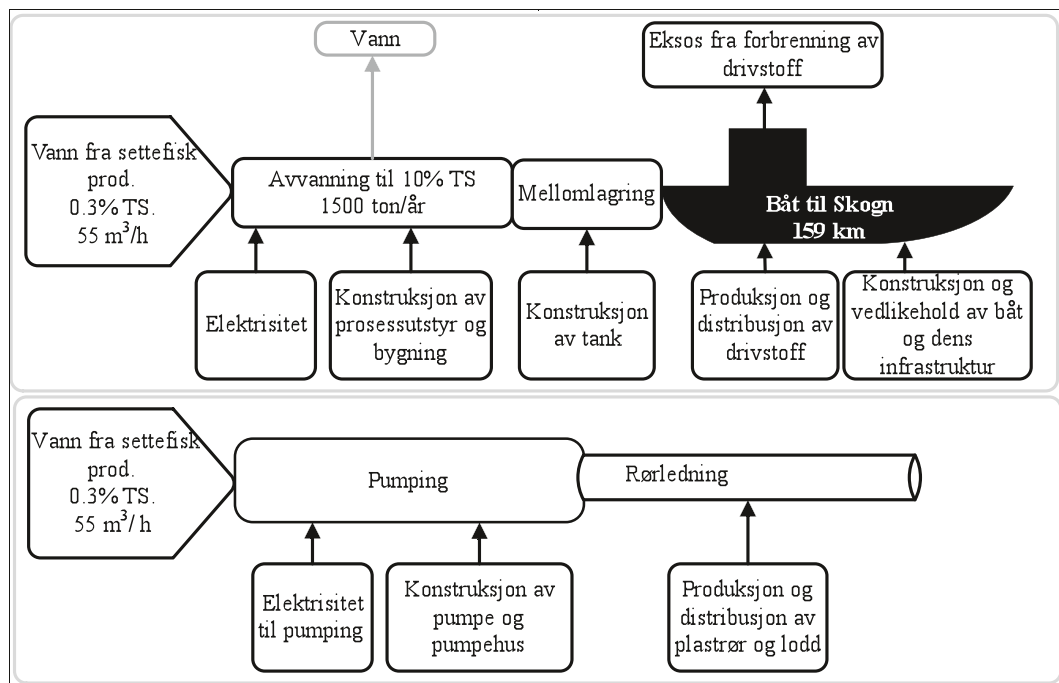 Vann
Eksos fra forbrenning av
drivstoff
Vann fra settefisk
prod.
0.3% TS.
55 m³/h
Avvanning til 10% TS
1500 ton/år
Mellomlagring
Båt til Skogn
159 km
Elektrisitet
Konstruksjon av
prosessutstyr og
bygning
Konstruksjon
av tank
Produksjon og
distribusjon av
drivstoff
Konstruksjon og
vedlikehold av båt
og dens
infrastruktur
Vann fra settefisk
prod.
0.3% TS.
55 m³/ h
Pumping
Rørledning
Elektrisitet
til pumping
Konstruksjon av
pumpe og
pumpehus
Produksjon og
distribusjon av
plastrør og lodd